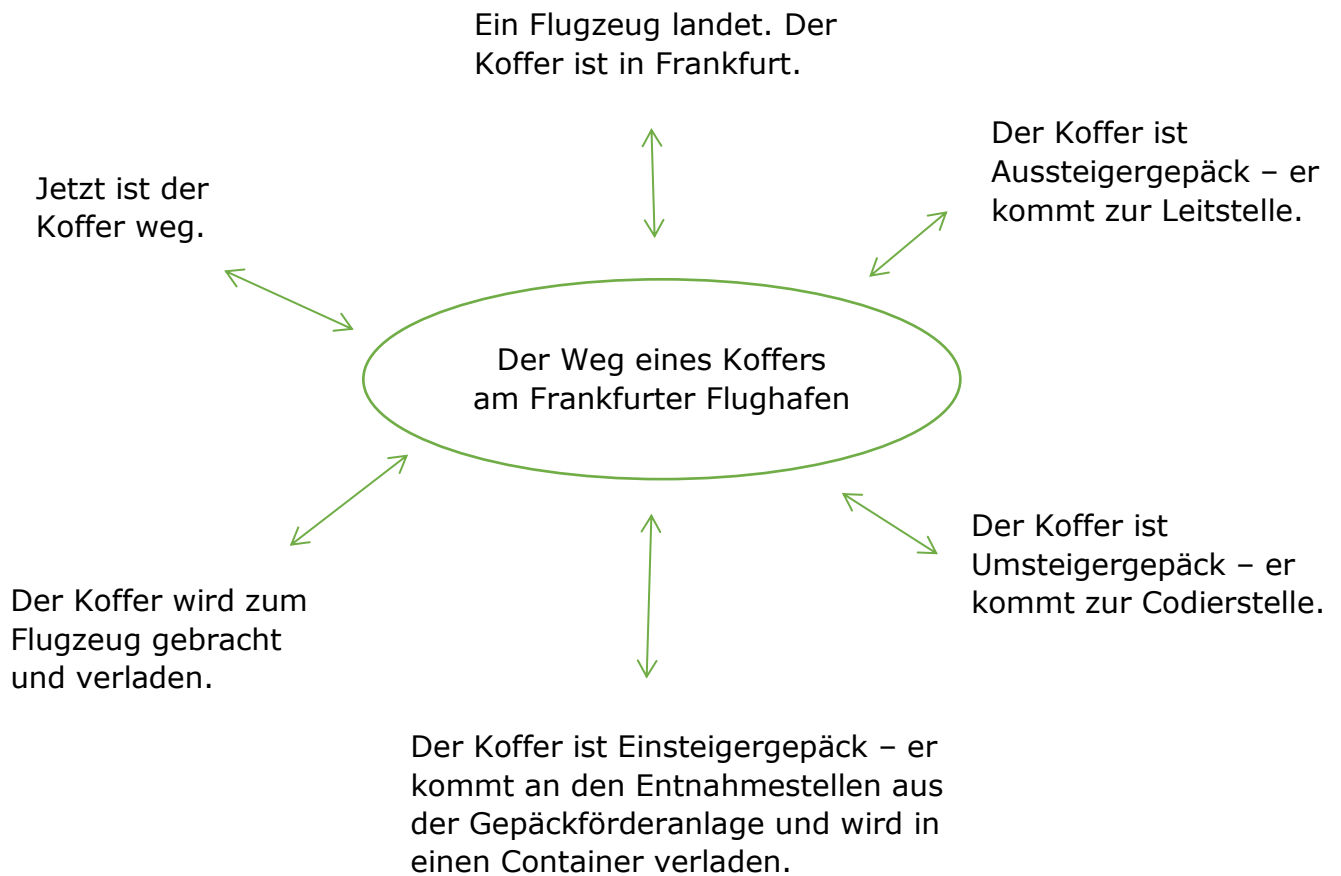 Ein Flugzeug landet. Der
Koffer ist in Frankfurt.
Der Koffer ist
Aussteigergepäck – er
kommt zur Leitstelle.
Jetzt ist der
Koffer weg.
Der Weg eines Koffers
am Frankfurter Flughafen
Der Koffer ist
Umsteigergepäck – er
kommt zur Codierstelle.
Der Koffer wird zum
Flugzeug gebracht
und verladen.
Der Koffer ist Einsteigergepäck – er
kommt an den Entnahmestellen aus
der Gepäckförderanlage und wird in
einen Container verladen.